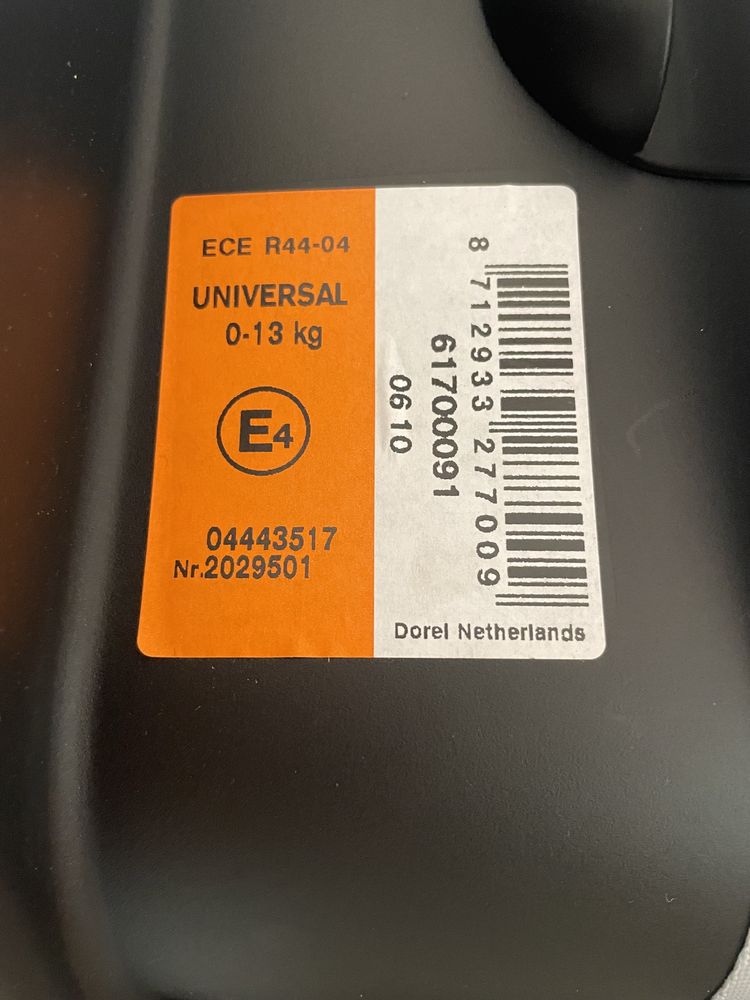 ECE R44-04
UNIVERSAL
0-13 kg
E4
04443517
Nr.2029501
8 712933 277009
61700091
06 10
Dorel Netherlands